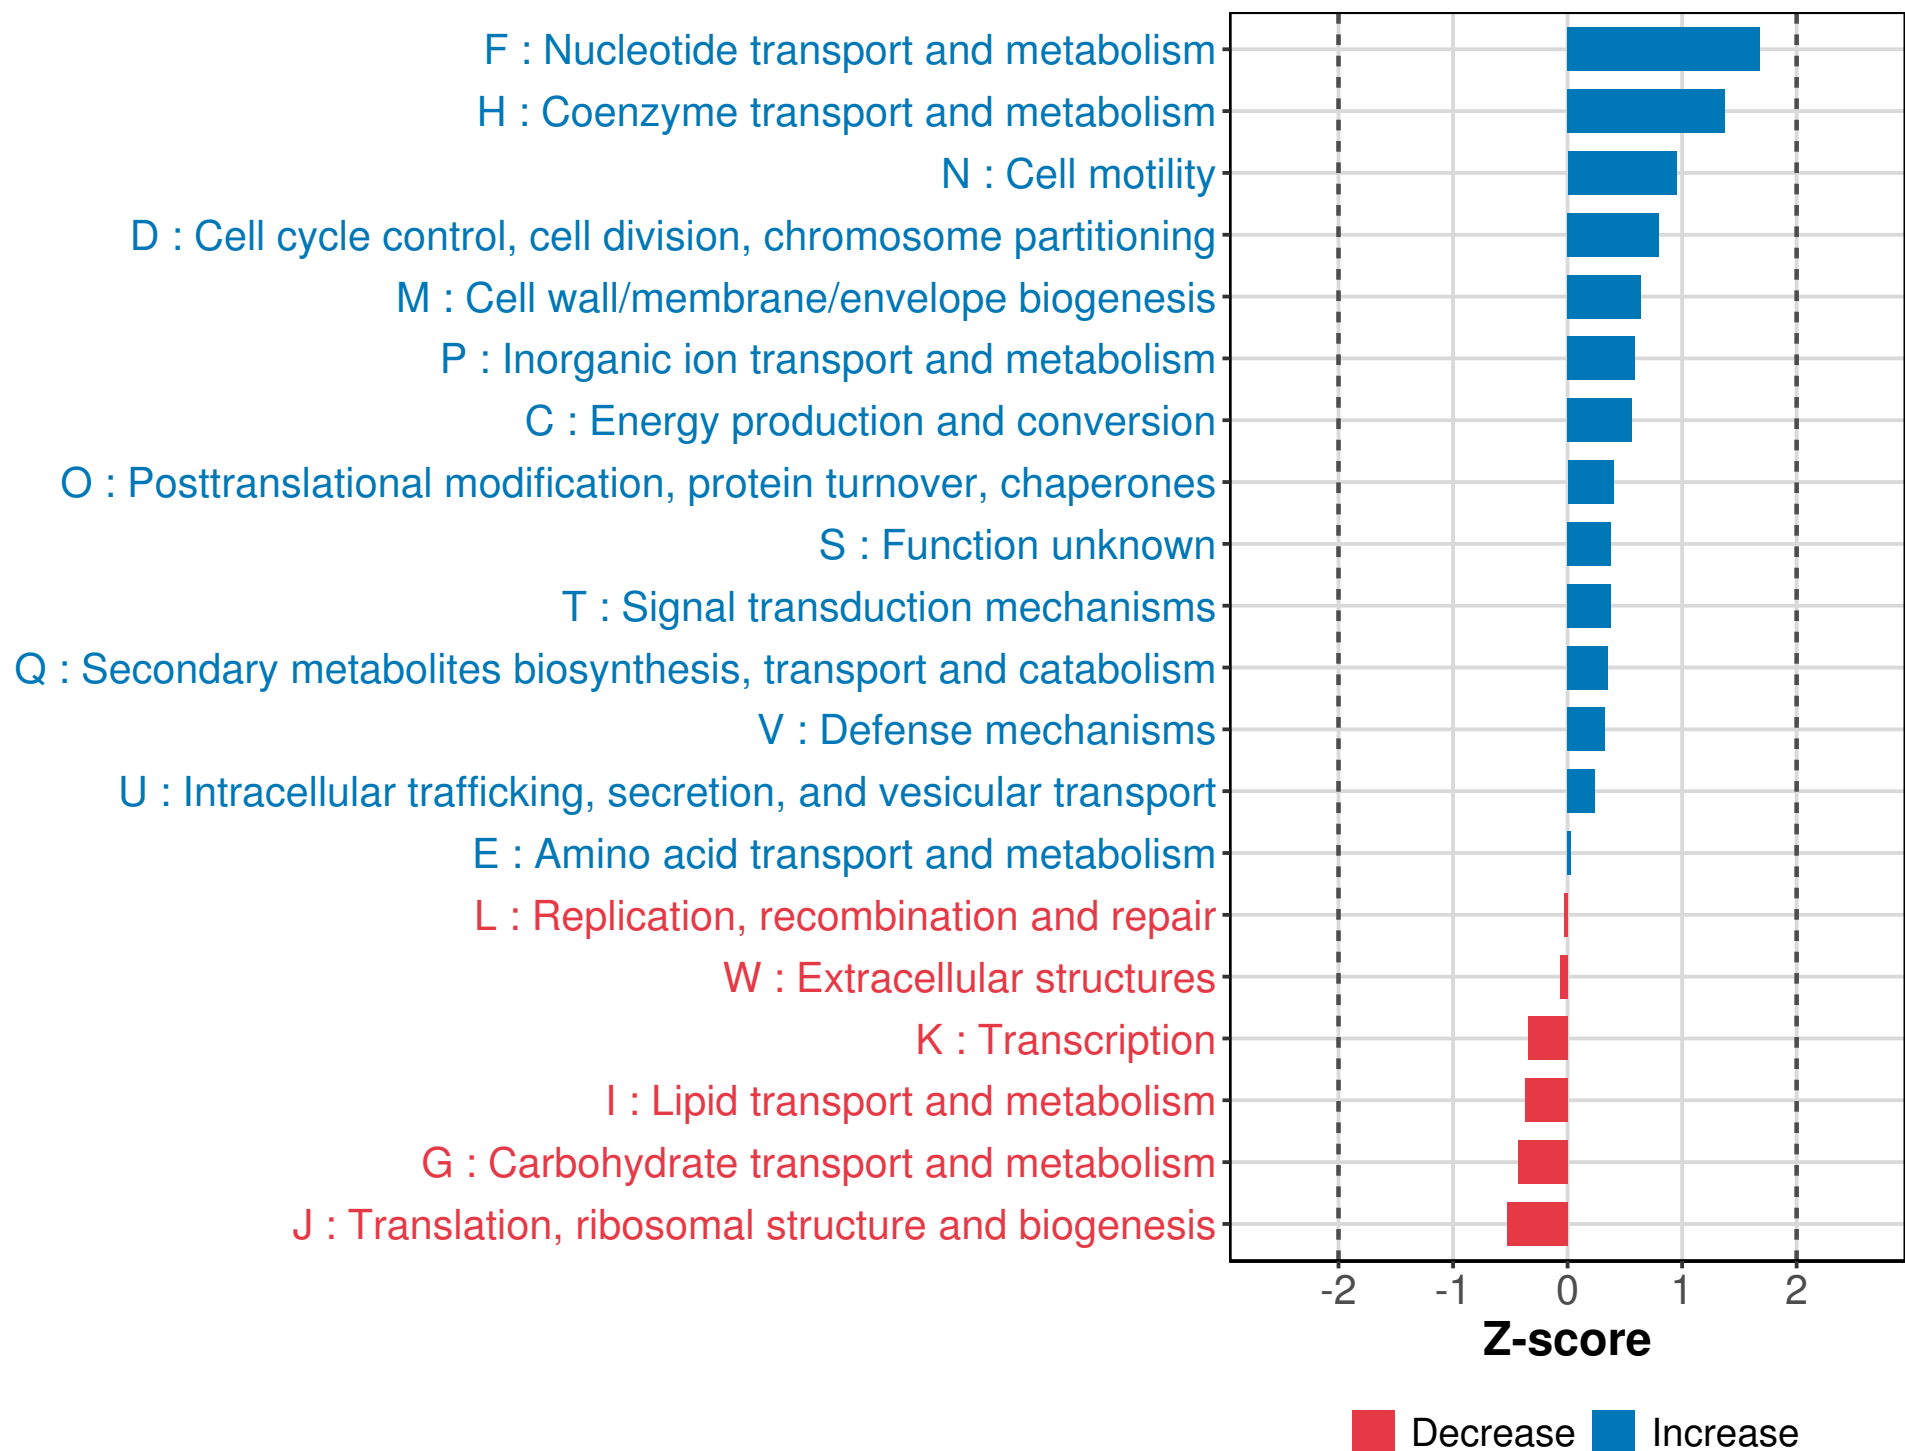 F : Nucleotide transport and metabolism
H : Coenzyme transport and metabolism
N : Cell motility
D : Cell cycle control, cell division, chromosome partitioning
M : Cell wall/membrane/envelope biogenesis
P : Inorganic ion transport and metabolism
C : Energy production and conversion
O : Posttranslational modification, protein turnover, chaperones
S : Function unknown
T : Signal transduction mechanisms
Q : Secondary metabolites biosynthesis, transport and catabolism
V : Defense mechanisms
U : Intracellular trafficking, secretion, and vesicular transport
E : Amino acid transport and metabolism
L : Replication, recombination and repair
W : Extracellular structures
K : Transcription
I : Lipid transport and metabolism
G : Carbohydrate transport and metabolism
J : Translation, ribosomal structure and biogenesis
-2 -1 0 1 2
Z-score
Decrease Increase